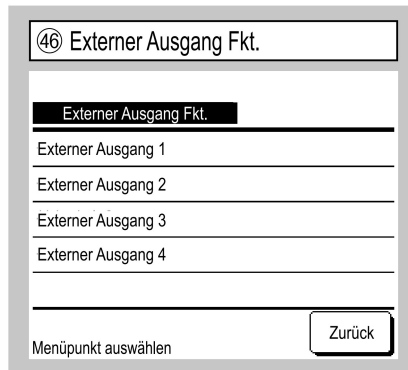 ㊻ Externer Ausgang Fkt.
Externer Ausgang Fkt.
Externer Ausgang 1
Externer Ausgang 2
Externer Ausgang 3
Externer Ausgang 4
Menüpunkt auswählen
Zurück